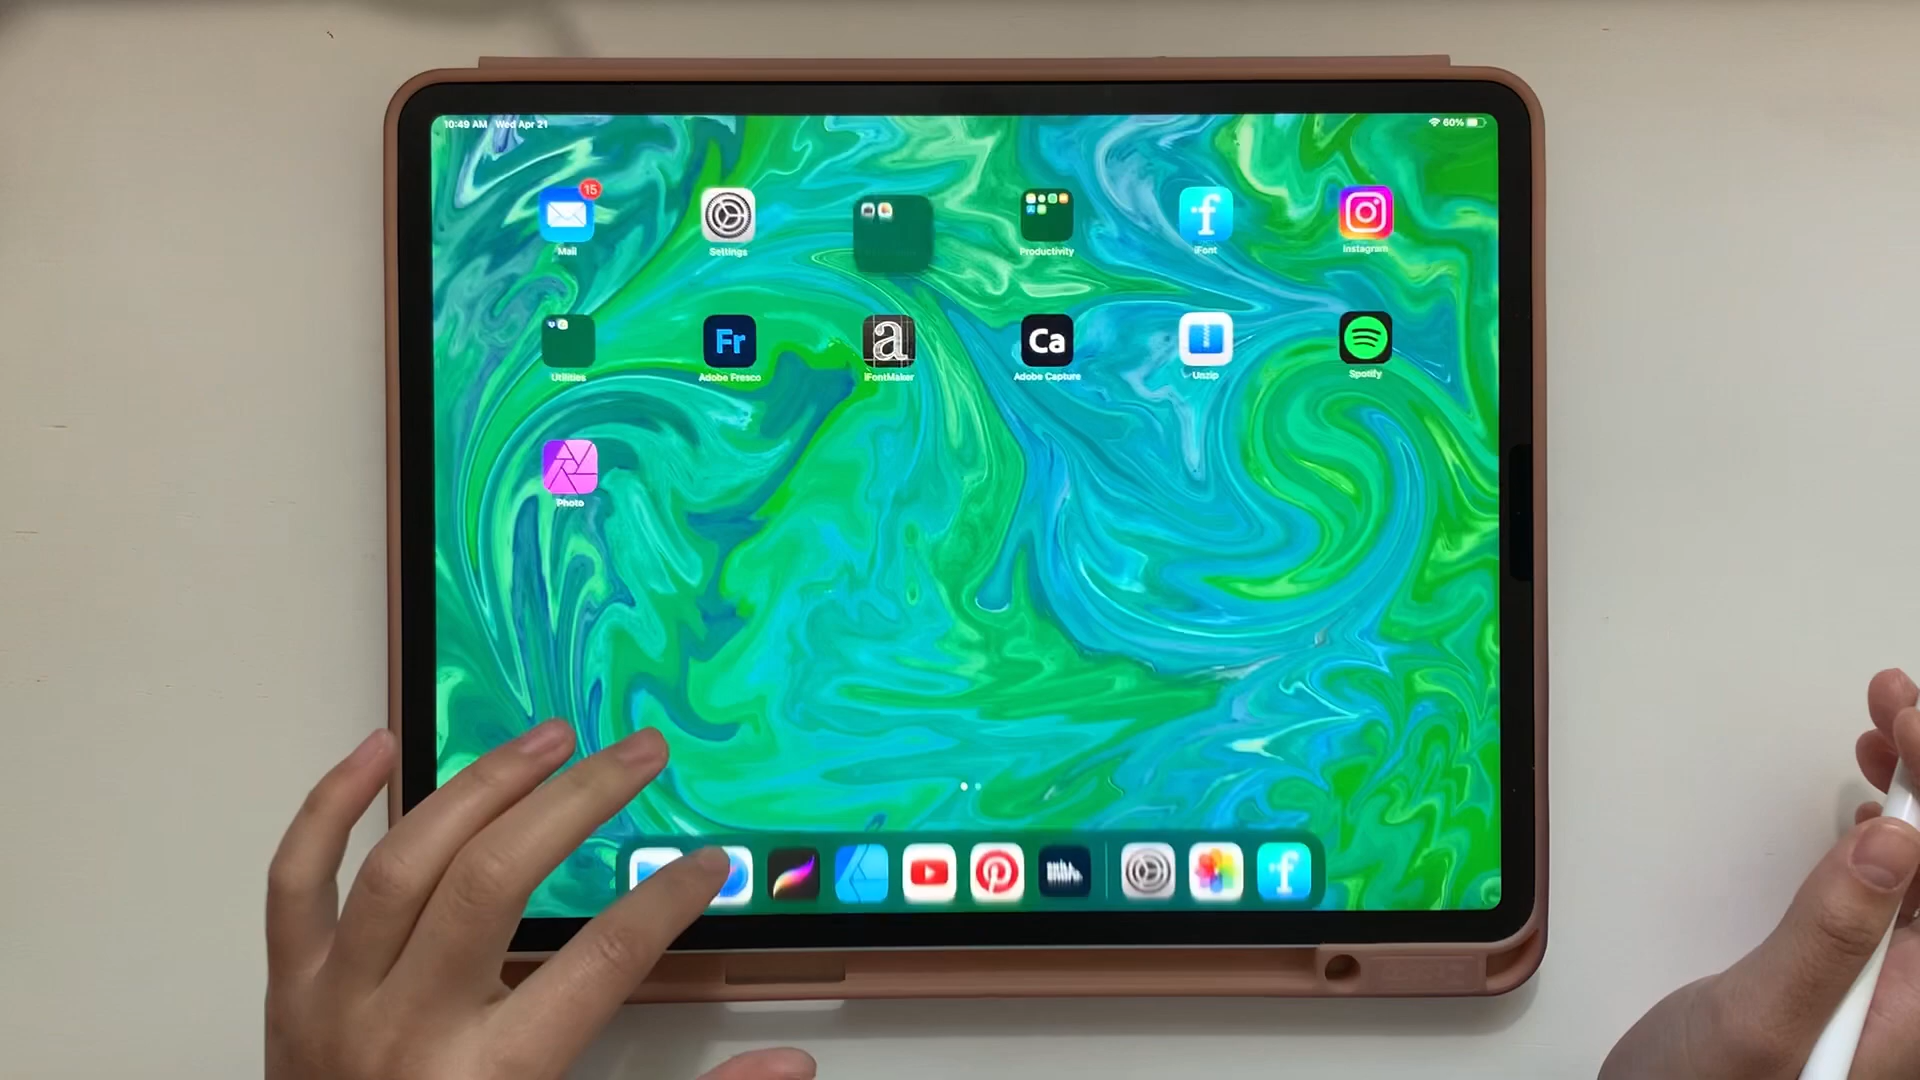 10:49 AM Wed Apr 21
60%
15
Mail
Settings
Productivity
iFont
Instagram
Utilities
Adobe Fresco
iFontMaker
Adobe Capture
Unzip
Spotify
Photo
f
Fr
a
Ca
f